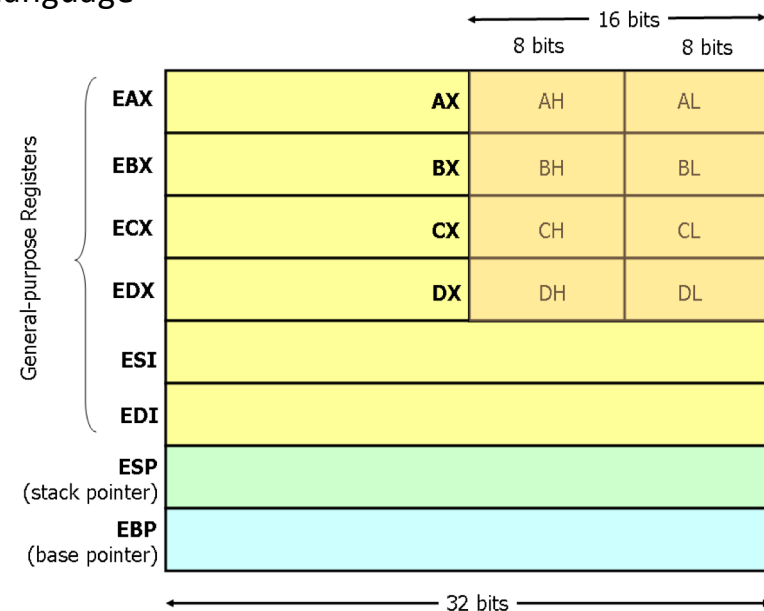 16 bits
8 bits 8 bits
EAX AX AH AL
EBX BX BH BL
ECX CX CH CL
EDX DX DH DL
General-purpose Registers
ESI
EDI
ESP
(stack pointer)
EBP
(base pointer)
32 bits